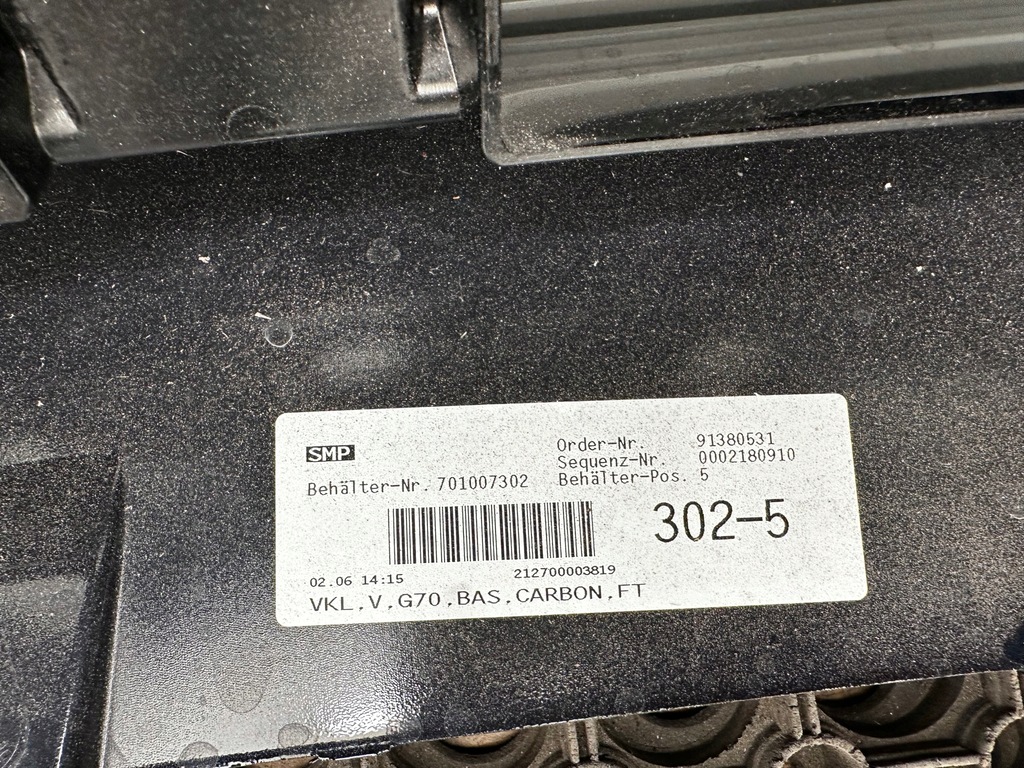 SMP
Order-Nr. 91380531
Sequenz-Nr. 0002180910
Behälter-Nr. 701007302 Behälter-Pos. 5
302-5
02.06 14:15 212700003819
VKL,V,G70,BAS,CARBON,FT